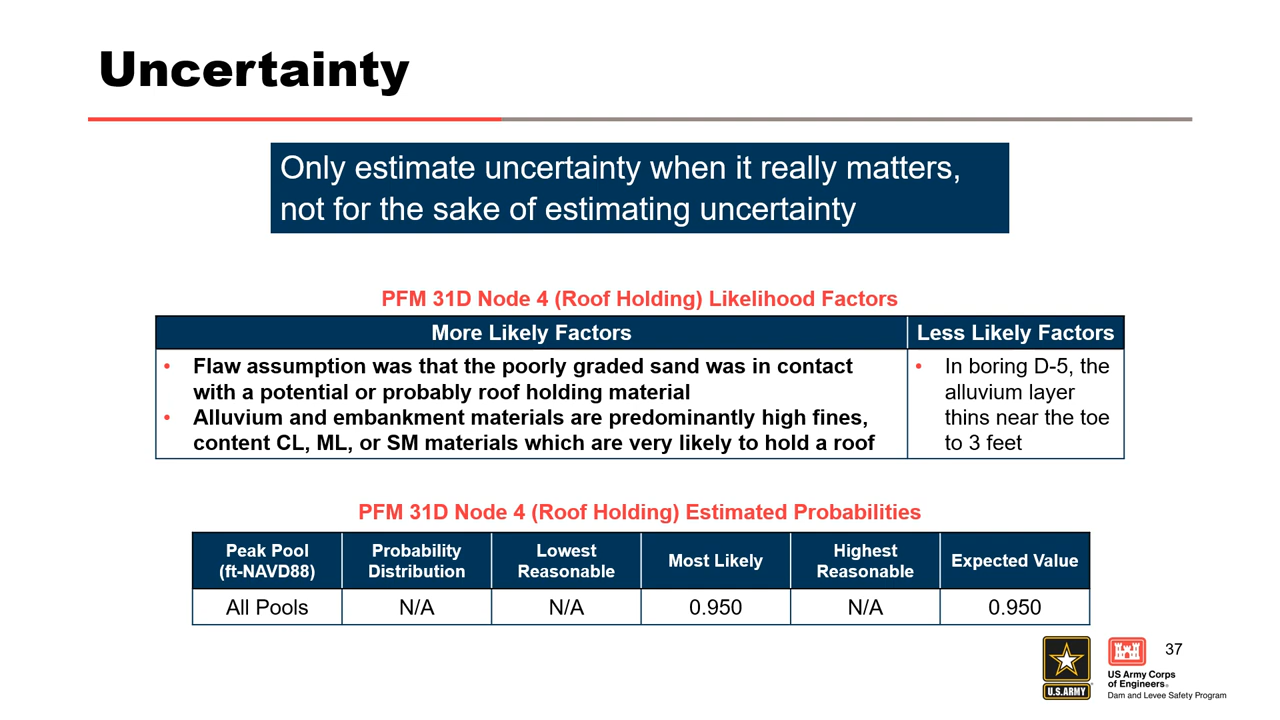 Uncertainty
Only estimate uncertainty when it really matters,
not for the sake of estimating uncertainty
PFM 31D Node 4 (Roof Holding) Likelihood Factors
More Likely Factors
Less Likely Factors
• Flaw assumption was that the poorly graded sand was in contact
with a potential or probably roof holding material
• Alluvium and embankment materials are predominantly high fines,
content CL, ML, or SM materials which are very likely to hold a roof
• In boring D-5, the
alluvium layer
thins near the toe
to 3 feet
PFM 31D Node 4 (Roof Holding) Estimated Probabilities
Peak Pool
(ft-NAVD88)
Probability
Distribution
Lowest
Reasonable
Most Likely
Highest
Reasonable
Expected Value
All Pools
N/A
N/A
0.950
N/A
0.950
37
U.S. ARMY
US Army Corps
of Engineers®
Dam and Levee Safety Program